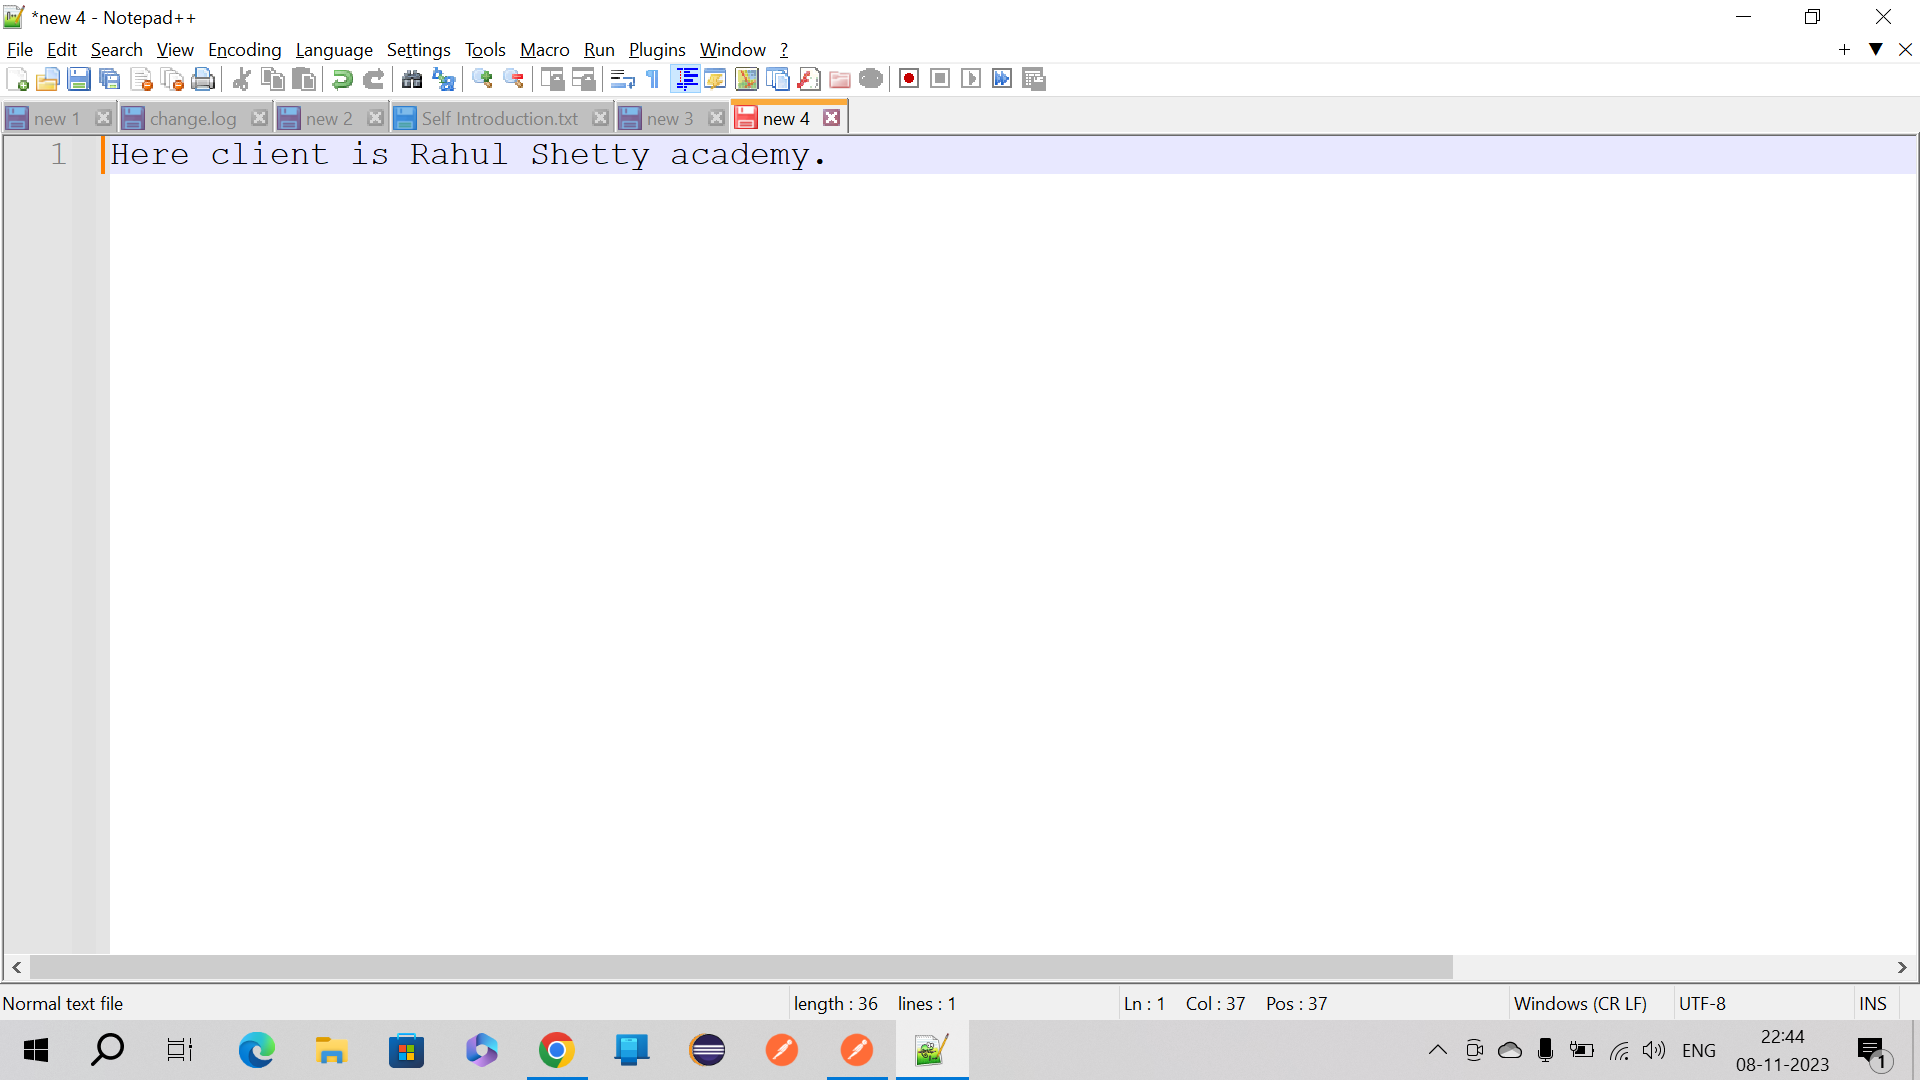 *new 4 - Notepad++
File Edit Search View Encoding Language Settings Tools Macro Run Plugins Window ?
new 1 change.log new 2 Self Introduction.txt new 3 new 4
1 Here client is Rahul Shetty academy.
Normal text file length : 36 lines : 1 Ln : 1 Col : 37 Pos : 37 Windows (CR LF) UTF-8 INS
ENG 22:44
08-11-2023 1